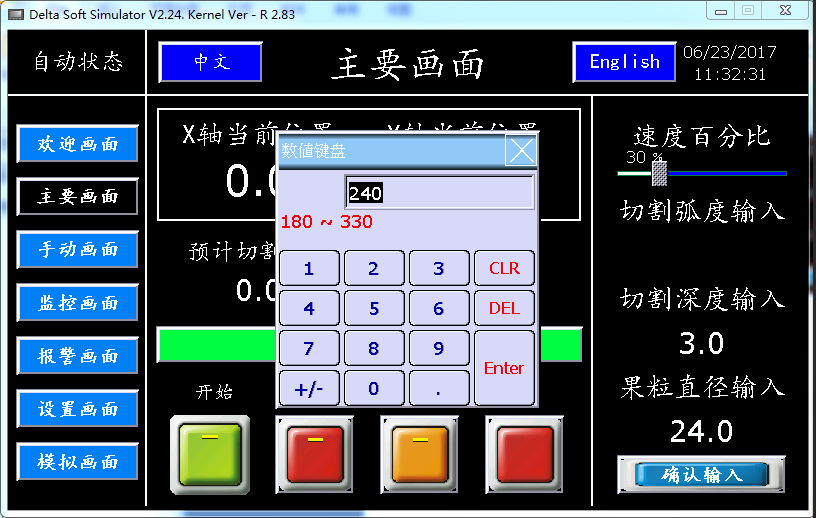 Delta Soft Simulator V2.24. Kernel Ver - R 2.83
自动状态
中文
主要画面
English
06/23/2017
11:32:31
欢迎画面
主要画面
手动画面
监控画面
报警画面
设置画面
模拟画面
X轴当前位置
Y轴当前位置
0.0
预计切割
0.0
开始
数值键盘
240
180 ~ 330
1 2 3 CLR
4 5 6 DEL
7 8 9 Enter
+/- 0 .
速度百分比
30 %
切割弧度输入
切割深度输入
3.0
果粒直径输入
24.0
确认输入